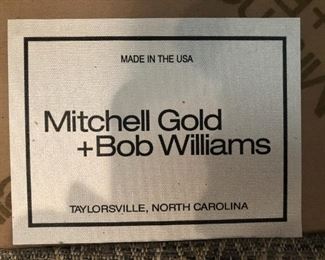 MADE IN THE USA
Mitchell Gold
+Bob Williams
TAYLORSVILLE, NORTH CAROLINA